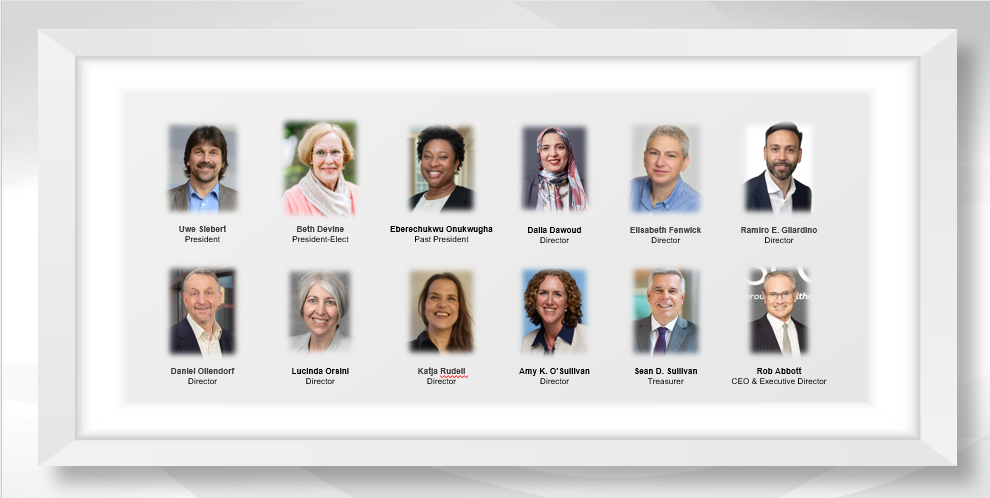 Uwe Siebert
President
Beth Devine
President-Elect
Eberechukwu Onukwugha
Past President
Dalia Dawoud
Director
Elisabeth Fenwick
Director
Ramiro E. Gilardino
Director
Daniel Ollendorf
Director
Lucinda Orsini
Director
Katja Rudell
Director
Amy K. O'Sullivan
Director
Sean D. Sullivan
Treasurer
Rob Abbott
CEO & Executive Director